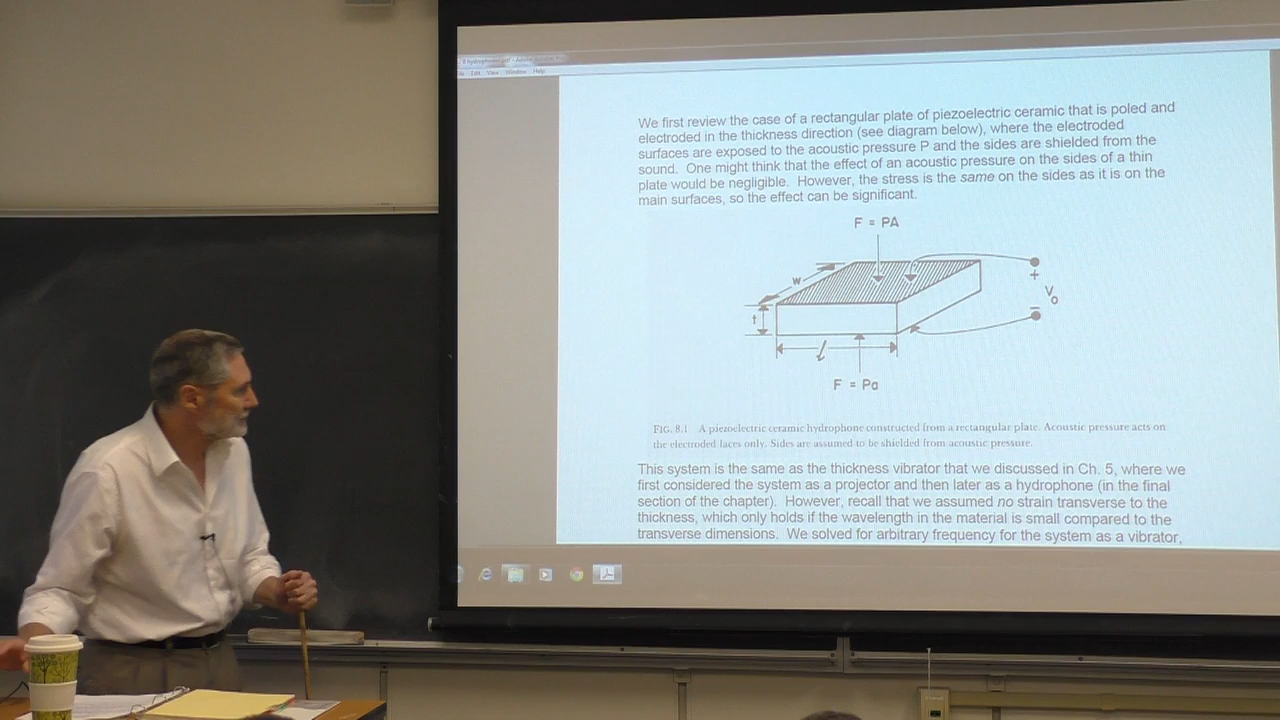 8 hydrophones.pdf - Adobe
Edit View Window Help
We first review the case of a rectangular plate of piezoelectric ceramic that is poled and
electroded in the thickness direction (see diagram below), where the electroded
surfaces are exposed to the acoustic pressure P and the sides are shielded from the
sound. One might think that the effect of an acoustic pressure on the sides of a thin
plate would be negligible. However, the stress is the same on the sides as it is on the
main surfaces, so the effect can be significant.
F = PA
w
+
t
V₀
–
l
F = Pa
FIG. 8.1 A piezoelectric ceramic hydrophone constructed from a rectangular plate. Acoustic pressure acts on
the electroded faces only. Sides are assumed to be shielded from acoustic pressure.
This system is the same as the thickness vibrator that we discussed in Ch. 5, where we
first considered the system as a projector and then later as a hydrophone (in the final
section of the chapter). However, recall that we assumed no strain transverse to the
thickness, which only holds if the wavelength in the material is small compared to the
transverse dimensions. We solved for arbitrary frequency for the system as a vibrator,